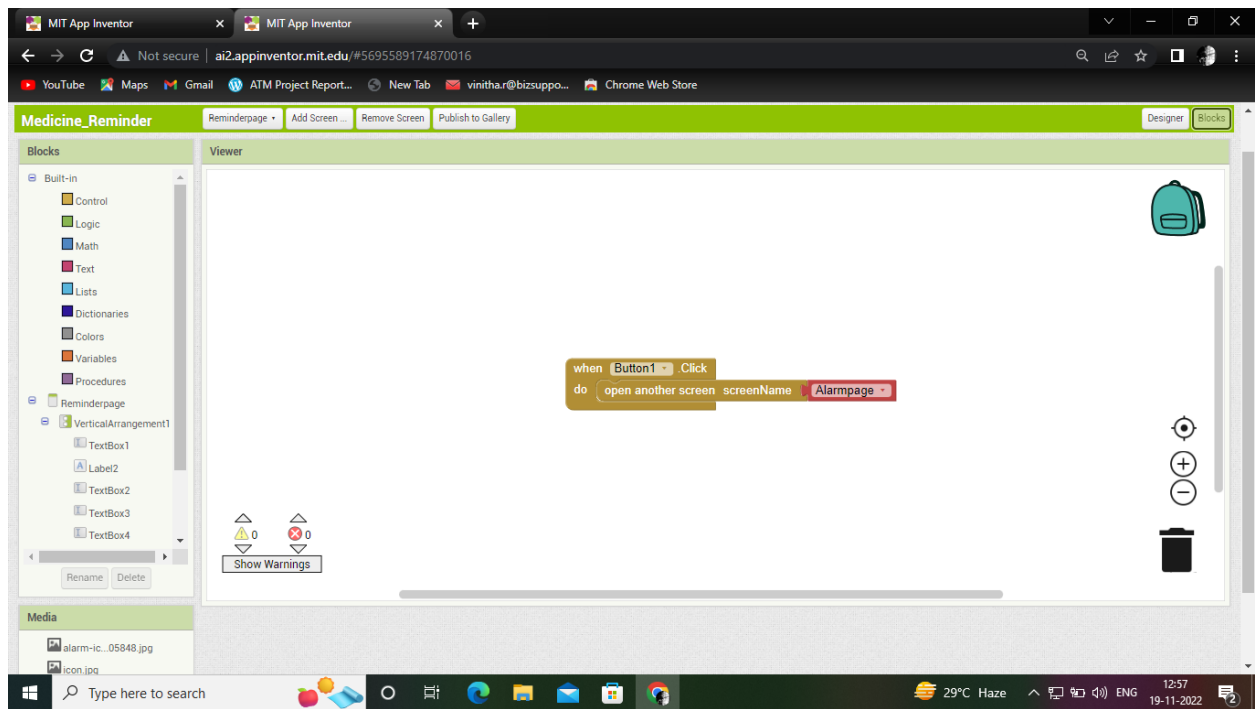 MIT App Inventor
MIT App Inventor
Not secure ai2.appinventor.mit.edu/#5695589174870016
YouTube Maps Gmail ATM Project Report... New Tab vinitha.r@bizsuppo... Chrome Web Store
Medicine_Reminder Reminderpage Add Screen ... Remove Screen Publish to Gallery Designer Blocks
Blocks
Viewer
Built-in
Control
Logic
Math
Text
Lists
Dictionaries
Colors
Variables
Procedures
Reminderpage
VerticalArrangement1
TextBox1
Label2
TextBox2
TextBox3
TextBox4
Rename Delete
Media
alarm-ic...05848.jpg
icon.jpg
when Button1 .Click
do open another screen screenName Alarmpage
0 0
Show Warnings
Type here to search
29°C Haze ENG
12:57
19-11-2022
2